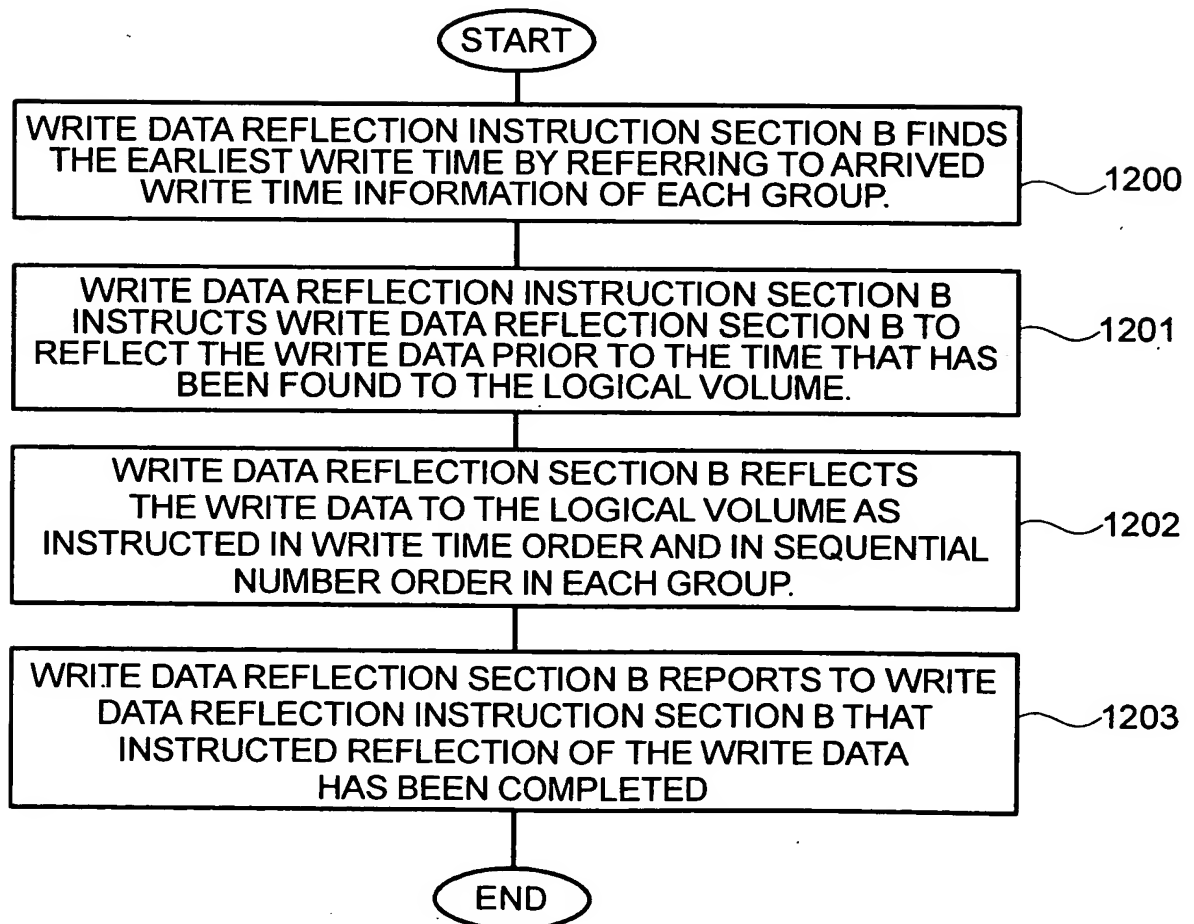 START
WRITE DATA REFLECTION INSTRUCTION SECTION B FINDS
THE EARLIEST WRITE TIME BY REFERRING TO ARRIVED
WRITE TIME INFORMATION OF EACH GROUP.
1200
WRITE DATA REFLECTION INSTRUCTION SECTION B
INSTRUCTS WRITE DATA REFLECTION SECTION B TO
REFLECT THE WRITE DATA PRIOR TO THE TIME THAT HAS
BEEN FOUND TO THE LOGICAL VOLUME.
1201
WRITE DATA REFLECTION SECTION B REFLECTS
THE WRITE DATA TO THE LOGICAL VOLUME AS
INSTRUCTED IN WRITE TIME ORDER AND IN SEQUENTIAL
NUMBER ORDER IN EACH GROUP.
1202
WRITE DATA REFLECTION SECTION B REPORTS TO WRITE
DATA REFLECTION INSTRUCTION SECTION B THAT
INSTRUCTED REFLECTION OF THE WRITE DATA
HAS BEEN COMPLETED
1203
END